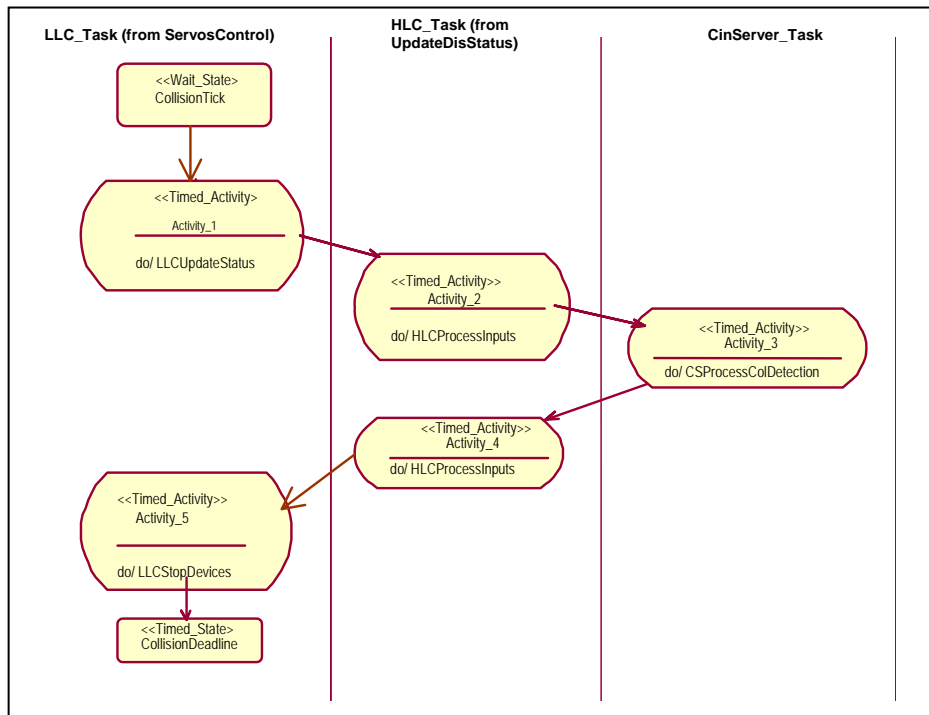 LLC_Task (from ServosControl)
HLC_Task (from
UpdateDisStatus)
CinServer_Task
<<Wait_State>
CollisionTick
<<Timed_Activity>
Activity_1
do/ LLCUpdateStatus
<<Timed_Activity>>
Activity_2
do/ HLCProcessInputs
<<Timed_Activity>>
Activity_3
do/ CSProcessColDetection
<<Timed_Activity>>
Activity_4
do/ HLCProcessInputs
<<Timed_Activity>>
Activity_5
do/ LLCStopDevices
<<Timed_State>
CollisionDeadline